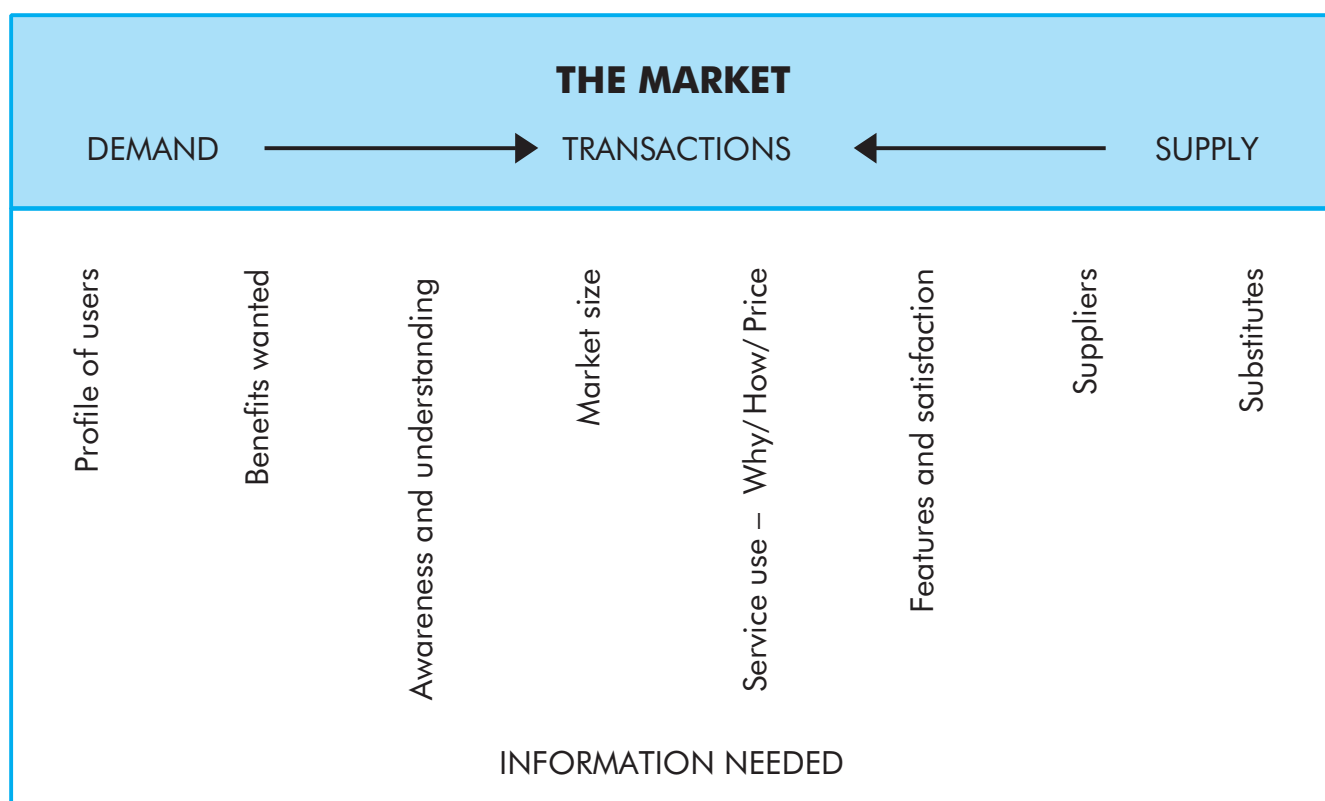 THE MARKET
DEMAND TRANSACTIONS SUPPLY
Profile of users
Benefits wanted
Awareness and understanding
Market size
Service use – Why/ How/ Price
Features and satisfaction
Suppliers
Substitutes
INFORMATION NEEDED